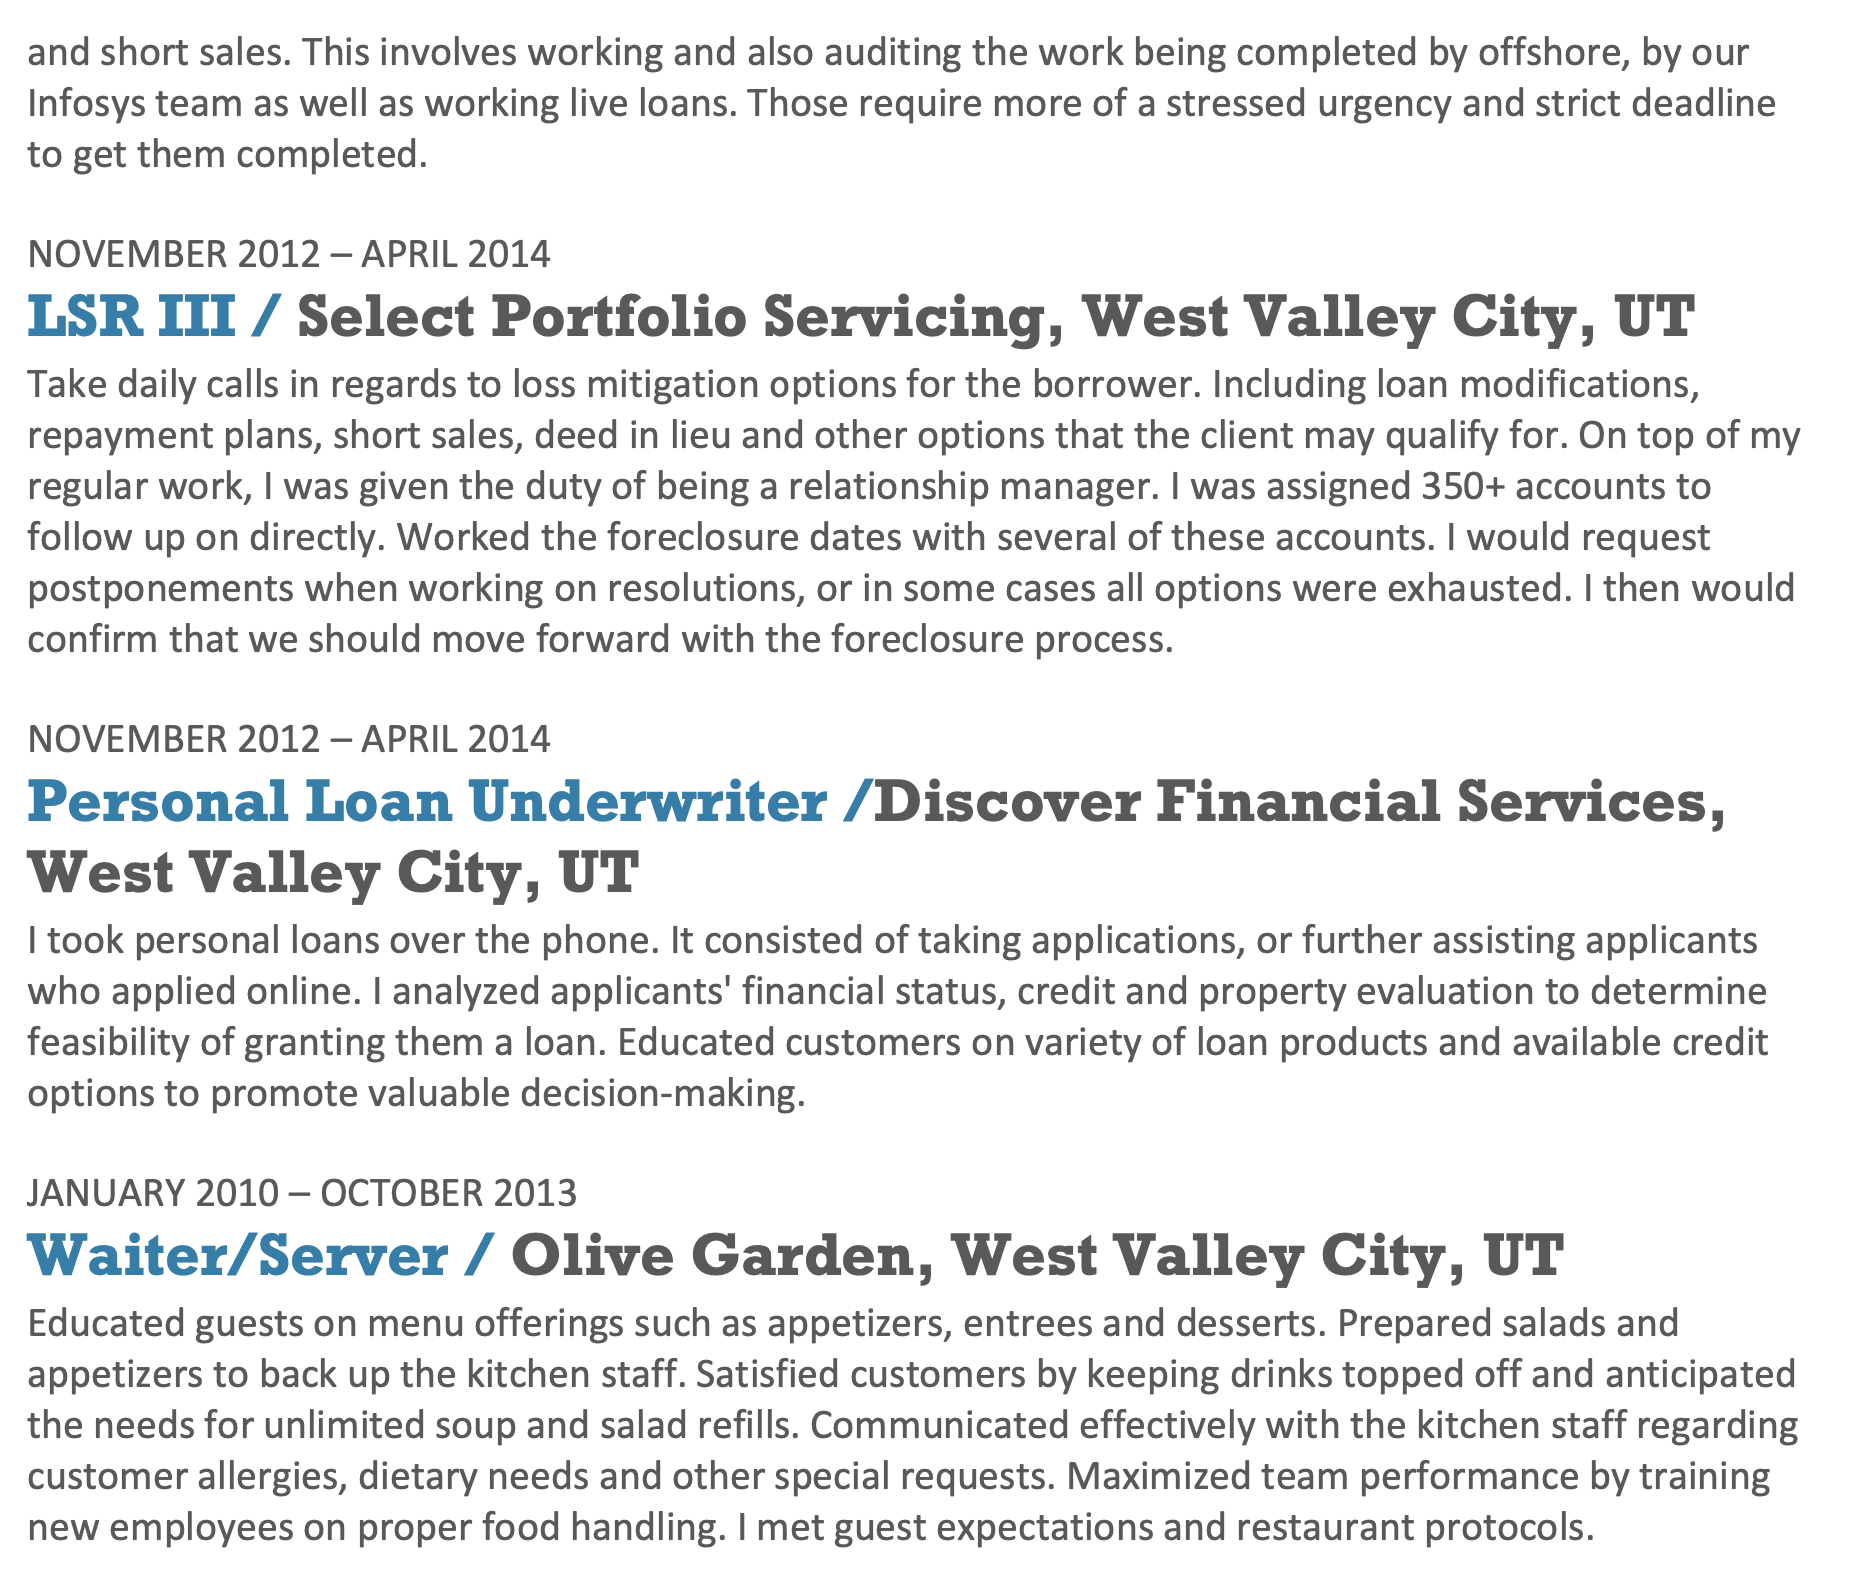 and short sales. This involves working and also auditing the work being completed by offshore, by our
Infosys team as well as working live loans. Those require more of a stressed urgency and strict deadline
to get them completed.
NOVEMBER 2012 – APRIL 2014
LSR III / Select Portfolio Servicing, West Valley City, UT
Take daily calls in regards to loss mitigation options for the borrower. Including loan modifications,
repayment plans, short sales, deed in lieu and other options that the client may qualify for. On top of my
regular work, I was given the duty of being a relationship manager. I was assigned 350+ accounts to
follow up on directly. Worked the foreclosure dates with several of these accounts. I would request
postponements when working on resolutions, or in some cases all options were exhausted. I then would
confirm that we should move forward with the foreclosure process.
NOVEMBER 2012 – APRIL 2014
Personal Loan Underwriter /Discover Financial Services,
West Valley City, UT
I took personal loans over the phone. It consisted of taking applications, or further assisting applicants
who applied online. I analyzed applicants' financial status, credit and property evaluation to determine
feasibility of granting them a loan. Educated customers on variety of loan products and available credit
options to promote valuable decision-making.
JANUARY 2010 – OCTOBER 2013
Waiter/Server / Olive Garden, West Valley City, UT
Educated guests on menu offerings such as appetizers, entrees and desserts. Prepared salads and
appetizers to back up the kitchen staff. Satisfied customers by keeping drinks topped off and anticipated
the needs for unlimited soup and salad refills. Communicated effectively with the kitchen staff regarding
customer allergies, dietary needs and other special requests. Maximized team performance by training
new employees on proper food handling. I met guest expectations and restaurant protocols.